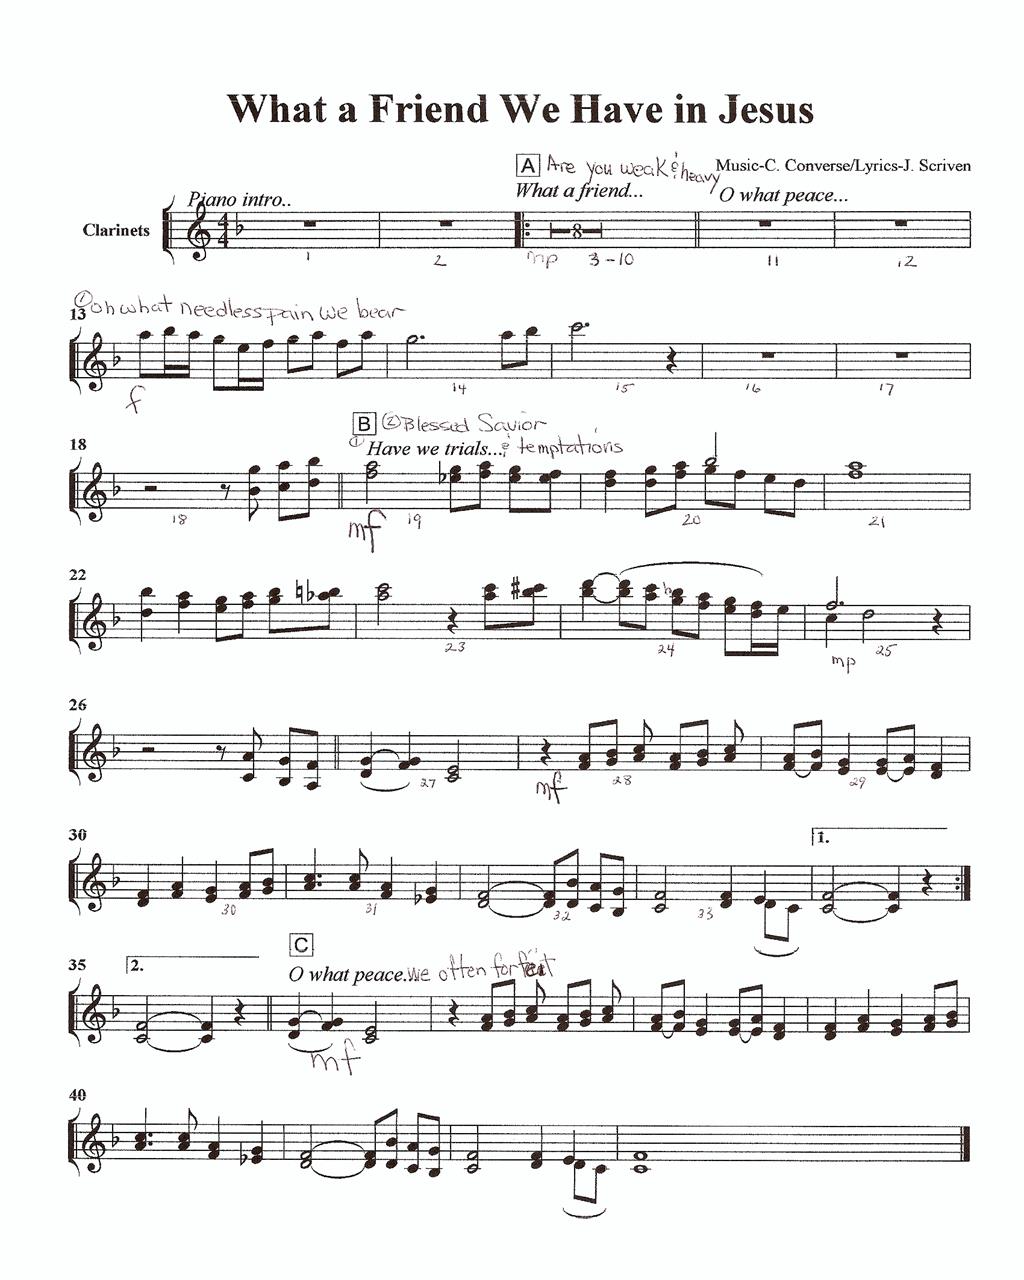 What a Friend We Have in Jesus
A Are you weak & heavy Music-C. Converse/Lyrics-J. Scriven
Piano intro.. What a friend... O what peace...
Clarinets
8
1 2 mp 3-10 11 12
① oh what needless pain we bear
13
f 14 15 16 17
B ② Blessed Savior
18 ① Have we trials...& temptations
18 mf 19 20 21
22
23 24 mp 25
26
27 mf 28 29
30 1.
30 31 32 33
C
35 2. O what peace..we often forfeit
mf
40